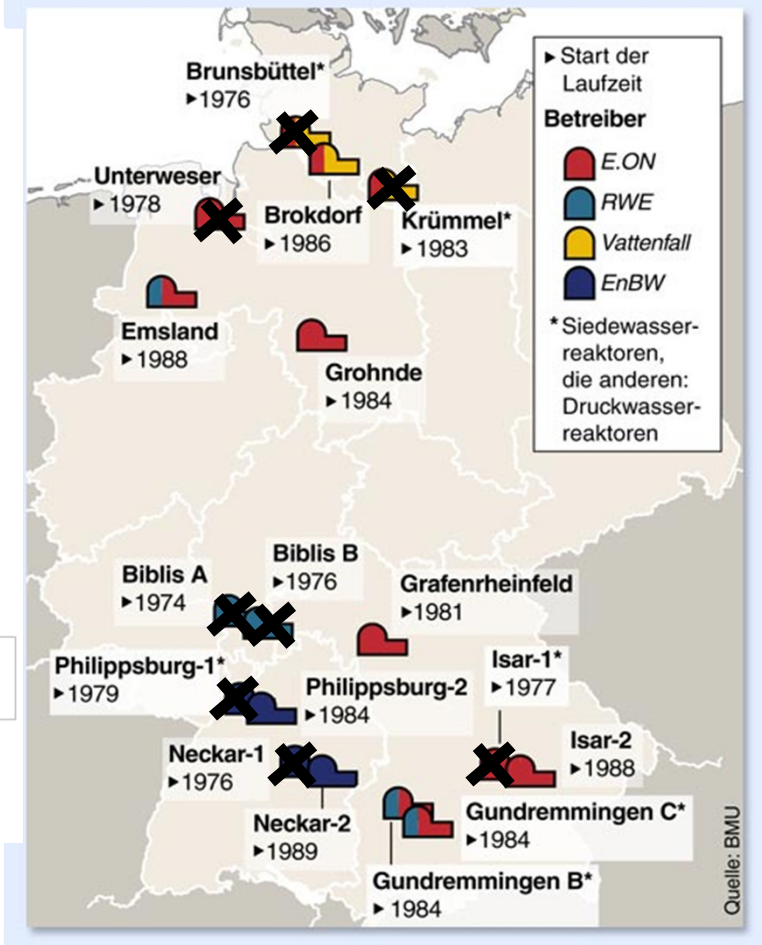 Brunsbüttel*
▶1976
Unterweser
▶1978
Brokdorf
▶1986
Krümmel*
▶1983
Emsland
▶1988
Grohnde
▶1984
▶Start der
Laufzeit
Betreiber
E.ON
RWE
Vattenfall
EnBW
*Siedewasser-
reaktoren,
die anderen:
Druckwasser-
reaktoren
Biblis A
▶1974
Biblis B
▶1976
Grafenrheinfeld
▶1981
Philippsburg-1*
▶1979
Philippsburg-2
▶1984
Isar-1*
▶1977
Isar-2
▶1988
Neckar-1
▶1976
Neckar-2
▶1989
Gundremmingen C*
▶1984
Gundremmingen B*
▶1984
Quelle: BMU